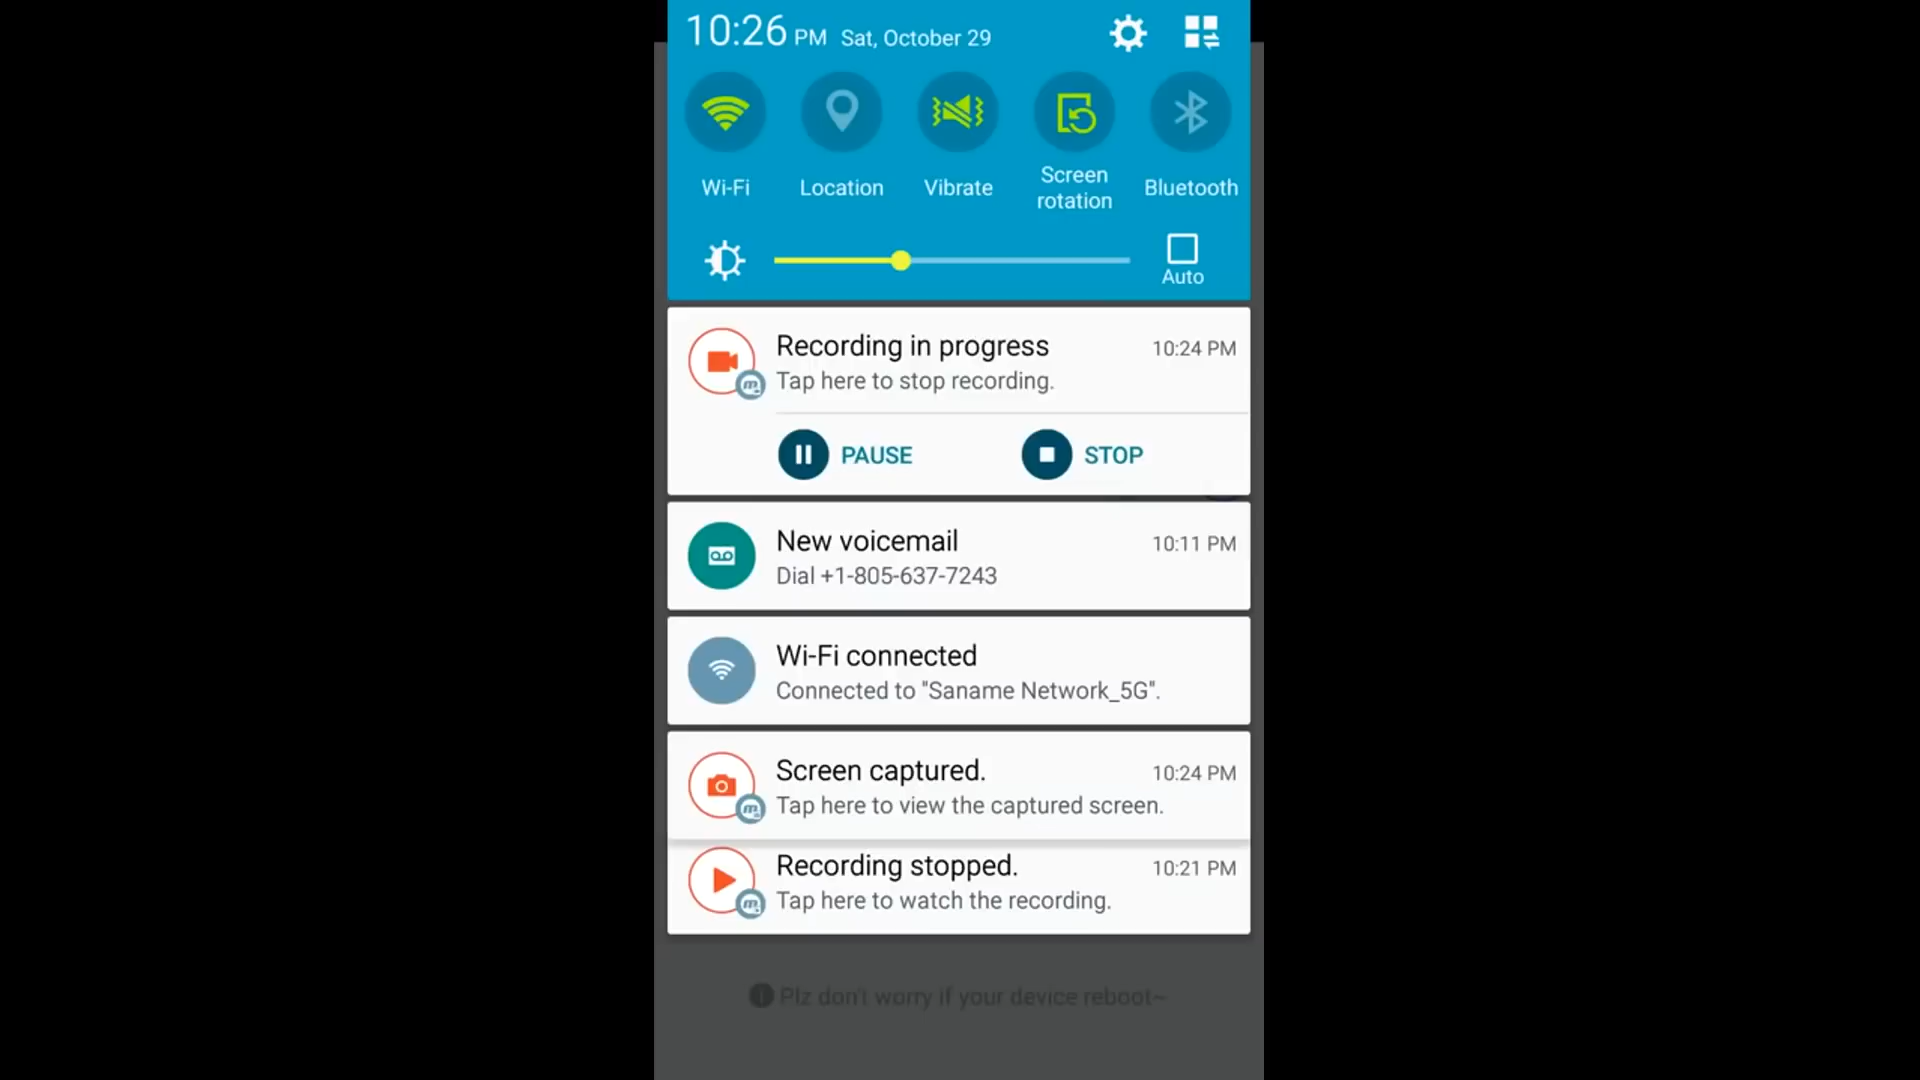 10:26 PM Sat, October 29
Wi-Fi
Location
Vibrate
Screen
rotation
Bluetooth
Auto
Recording in progress 10:24 PM
Tap here to stop recording.
PAUSE STOP
New voicemail 10:11 PM
Dial +1-805-637-7243
Wi-Fi connected
Connected to "Saname Network_5G".
Screen captured. 10:24 PM
Tap here to view the captured screen.
Recording stopped. 10:21 PM
Tap here to watch the recording.
Plz don't worry if your device reboot~